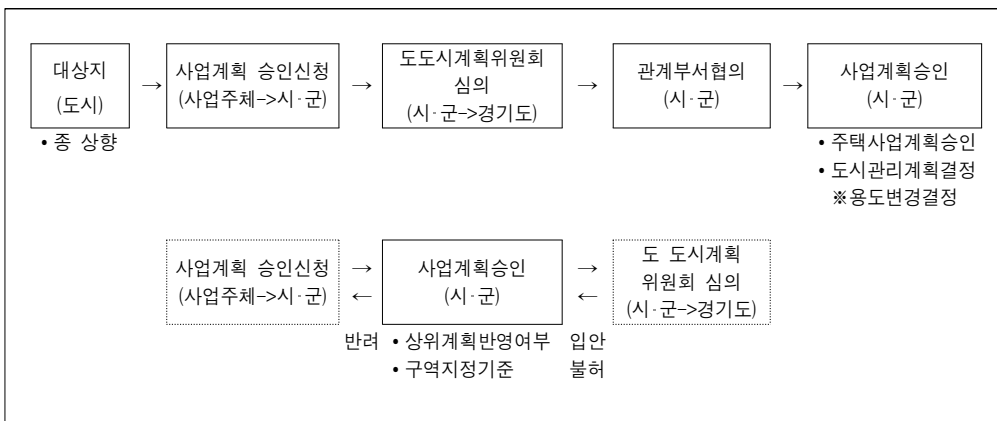 대상지
(도시)
→
사업계획 승인신청
(사업주체->시·군)
→
도도시계획위원회
심의
(시·군->경기도)
→
관계부서협의
(시·군)
→
사업계획승인
(시·군)
• 종 상향
• 주택사업계획승인
• 도시관리계획결정
※용도변경결정
사업계획 승인신청
(사업주체->시·군)
→
←
사업계획승인
(시·군)
→
←
도 도시계획
위원회 심의
(시·군->경기도)
반려 • 상위계획반영여부 입안
• 구역지정기준 불허